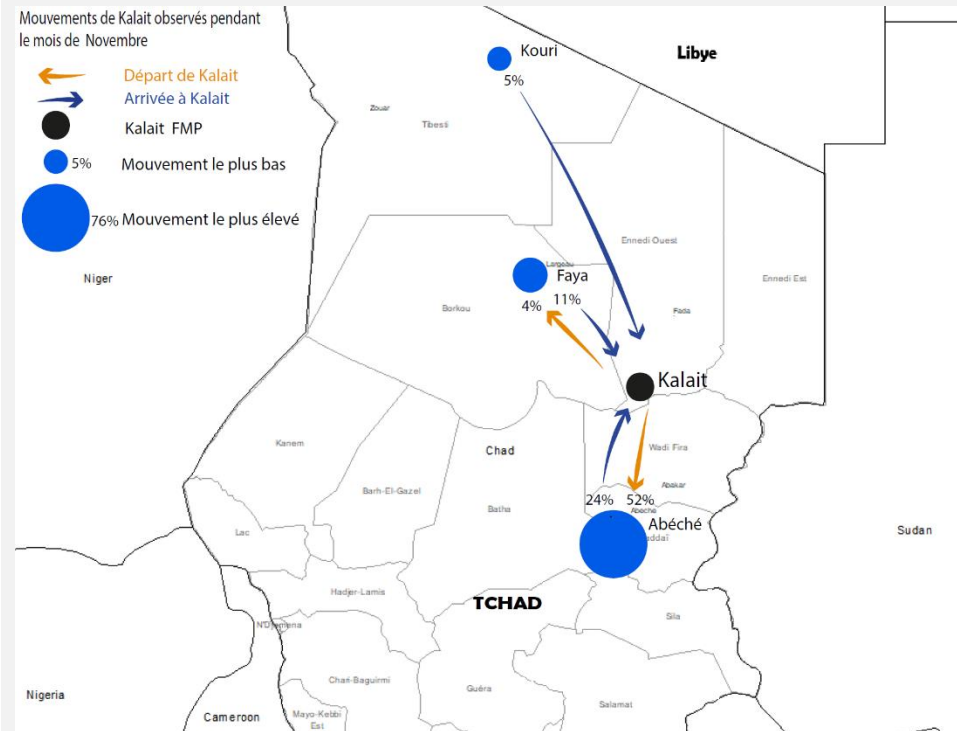 Mouvements de Kalait observés pendant
le mois de Novembre
Départ de Kalait
Arrivée à Kalait
Kalait FMP
5% Mouvement le plus bas
76% Mouvement le plus élevé
Kouri
5%
Libye
Zouar
Tibesti
Niger
Ennedi Ouest
Ennedi Est
Largeau
Faya
4%
11%
Borkou
Fada
Kalait
Kanem
Chad
Wadi Fira
Barh-El-Gazel
Abakar
Batha
24%
52%
Abéché
Abéché
addaï
Lac
Sudan
Hadjer-Lamis
TCHAD
N'Djamena
Sila
Chari-Baguirmi
Guéra
Salamat
Nigeria
Cameroon
Mayo-Kebbi
Est